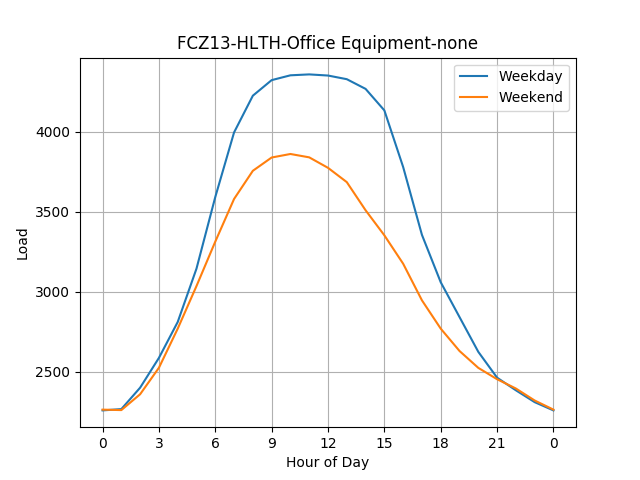 FCZ13-HLTH-Office Equipment-none
Weekday
Weekend
4000
3500
3000
2500
Load
0 3 6 9 12 15 18 21 0
Hour of Day